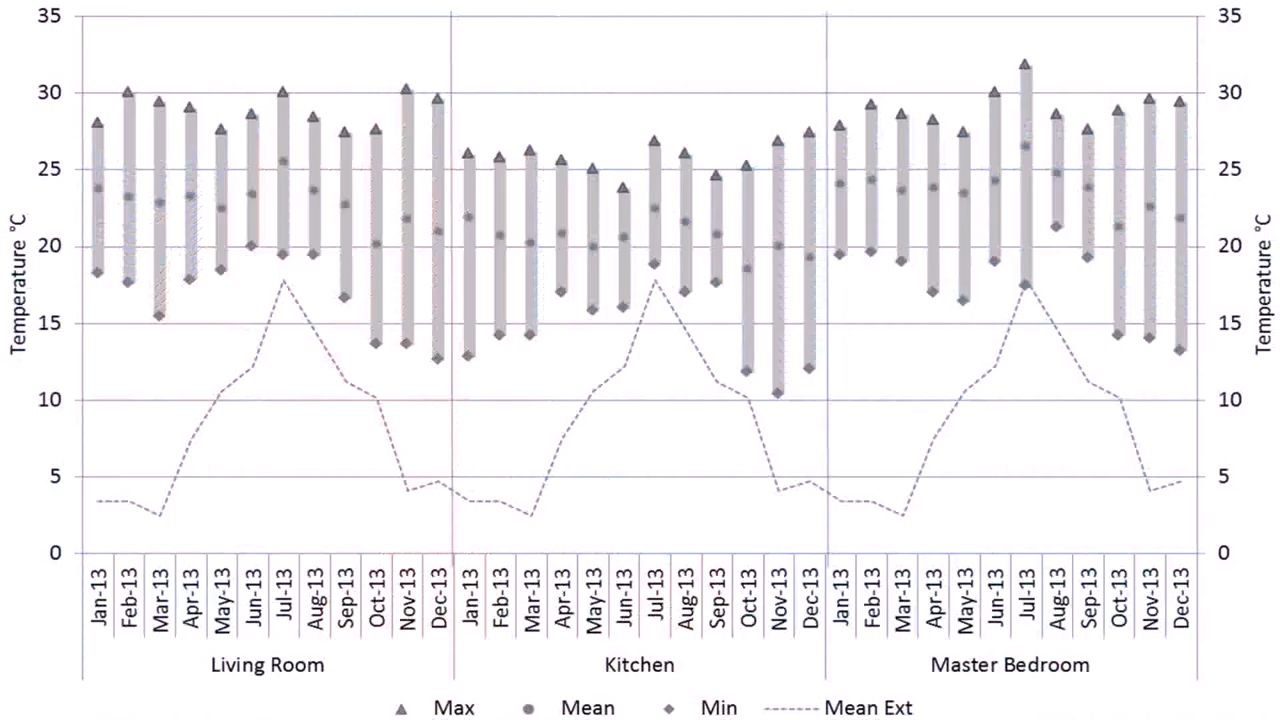 35 35
30 30
25 25
20 20
15 15
10 10
5 5
0 0
Temperature °C
Temperature °C
Jan-13 Feb-13 Mar-13 Apr-13 May-13 Jun-13 Jul-13 Aug-13 Sep-13 Oct-13 Nov-13 Dec-13 Jan-13 Feb-13 Mar-13 Apr-13 May-13 Jun-13 Jul-13 Aug-13 Sep-13 Oct-13 Nov-13 Dec-13 Jan-13 Feb-13 Mar-13 Apr-13 May-13 Jun-13 Jul-13 Aug-13 Sep-13 Oct-13 Nov-13 Dec-13
Living Room Kitchen Master Bedroom
Max Mean Min Mean Ext